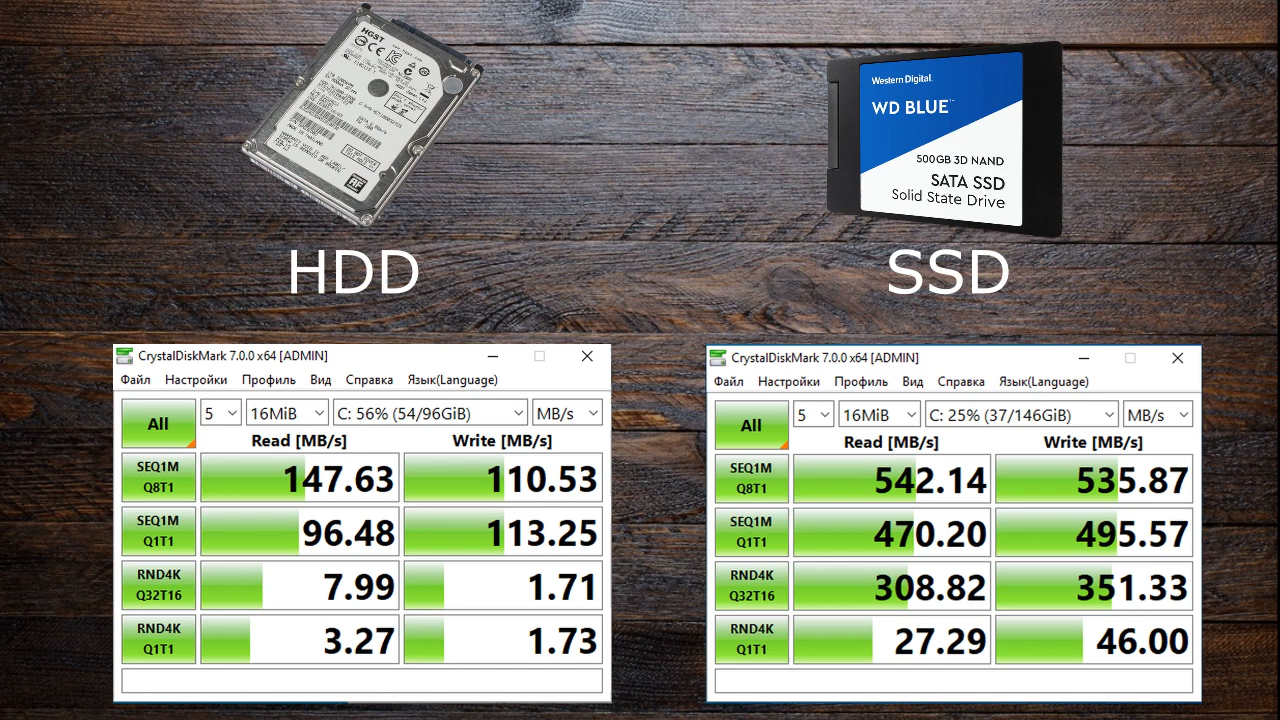 HGST
Western Digital.
WD BLUE™
500GB 3D NAND
SATA SSD
Solid State Drive
HDD
SSD
CrystalDiskMark 7.0.0 x64 [ADMIN]
Файл Настройки Профиль Вид Справка Язык(Language)
All 5 16MiB C: 56% (54/96GiB) MB/s
Read [MB/s] Write [MB/s]
SEQ1M
Q8T1
147.63 110.53
SEQ1M
Q1T1
96.48 113.25
RND4K
Q32T16
7.99 1.71
RND4K
Q1T1
3.27 1.73
CrystalDiskMark 7.0.0 x64 [ADMIN]
Файл Настройки Профиль Вид Справка Язык(Language)
All 5 16MiB C: 25% (37/146GiB) MB/s
Read [MB/s] Write [MB/s]
SEQ1M
Q8T1
542.14 535.87
SEQ1M
Q1T1
470.20 495.57
RND4K
Q32T16
308.82 351.33
RND4K
Q1T1
27.29 46.00